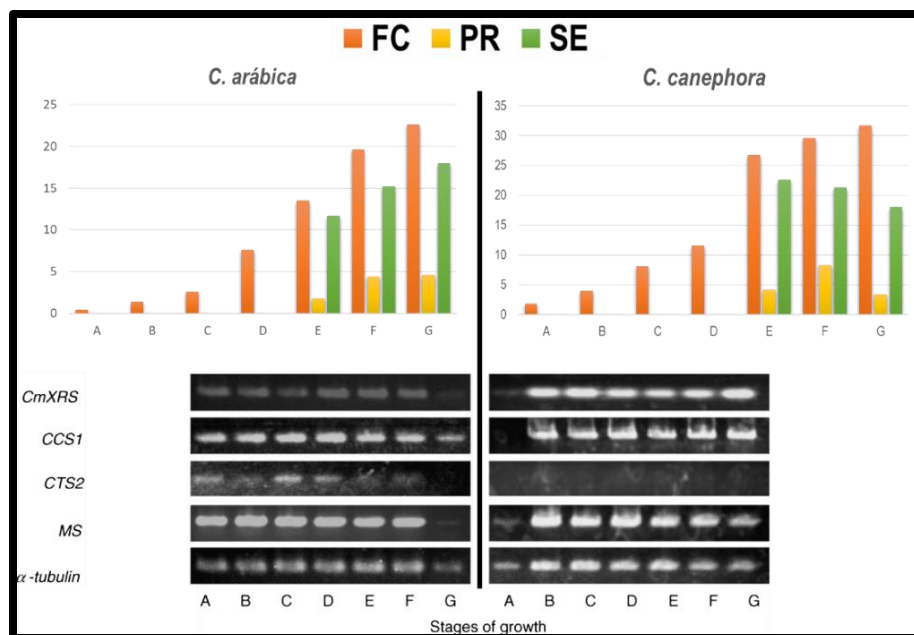 FC PR SE
C. arábica
C. canephora
25
20
15
10
5
0
A B C D E F G
35
30
25
20
15
10
5
0
A B C D E F G
CmXRS
CCS1
CTS2
MS
α-tubulin
A B C D E F G
A B C D E F G
Stages of growth